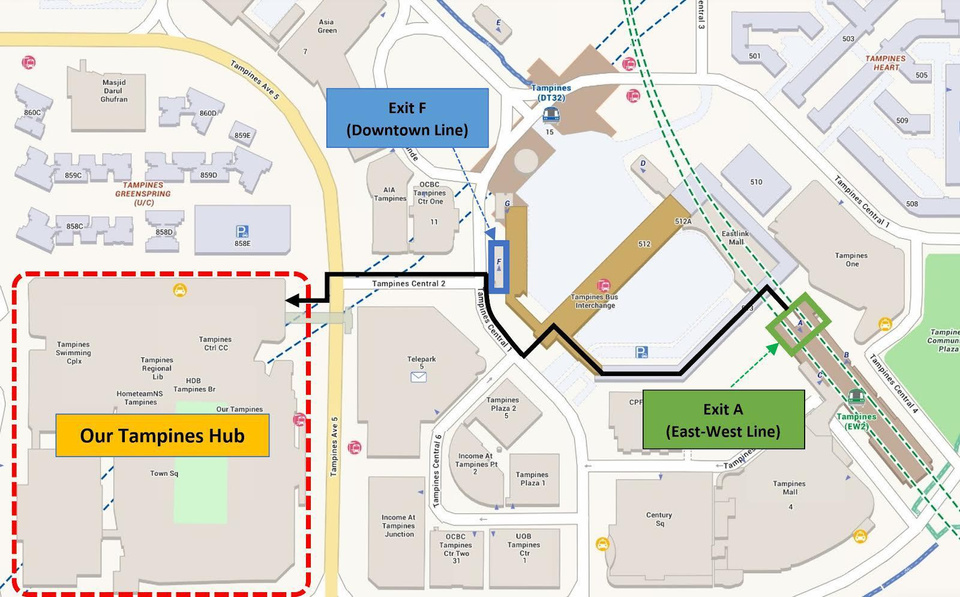 E
Asia
Green
7
Central 3
503
501
TAMPINES
HEART
505
509
508
Tampines Ave 5
Masjid
Darul
Ghufran
860C
860D
859E
859C
859D
TAMPINES
GREENSPRING
(U/C)
858C
858D
858E
P
Exit F
(Downtown Line)
Tampines
(DT32)
15
AIA
Tampines
OCBC
Tampines
Ctr One
11
G
F
D
510
512A
512
Eastlink
Mall
Tampines Central 1
Tampines
One
Tampines Bus
Interchange
P
Tampines Central 2
Tampines Central 1
A
B
C
Tampines
(EW2)
Tampines Central 4
Tampines
Swimming
Cplx
Tampines
Regional
Lib
Tampines
Ctrl CC
HDB
Tampines Br
HometeamNS
Tampines
Our Tampines
Our Tampines Hub
Town Sq
Telepark
5
Exit A
(East-West Line)
Tampines Ave 5
Tampines Central 6
Tampines
Plaza 2
5
Income At
Tampines Pt
2
Tampines
Plaza 1
Income At
Tampines
Junction
OCBC
Tampines
Ctr Two
31
UOB
Tampines
Ctr
1
Century
Sq
Tampines
Mall
4